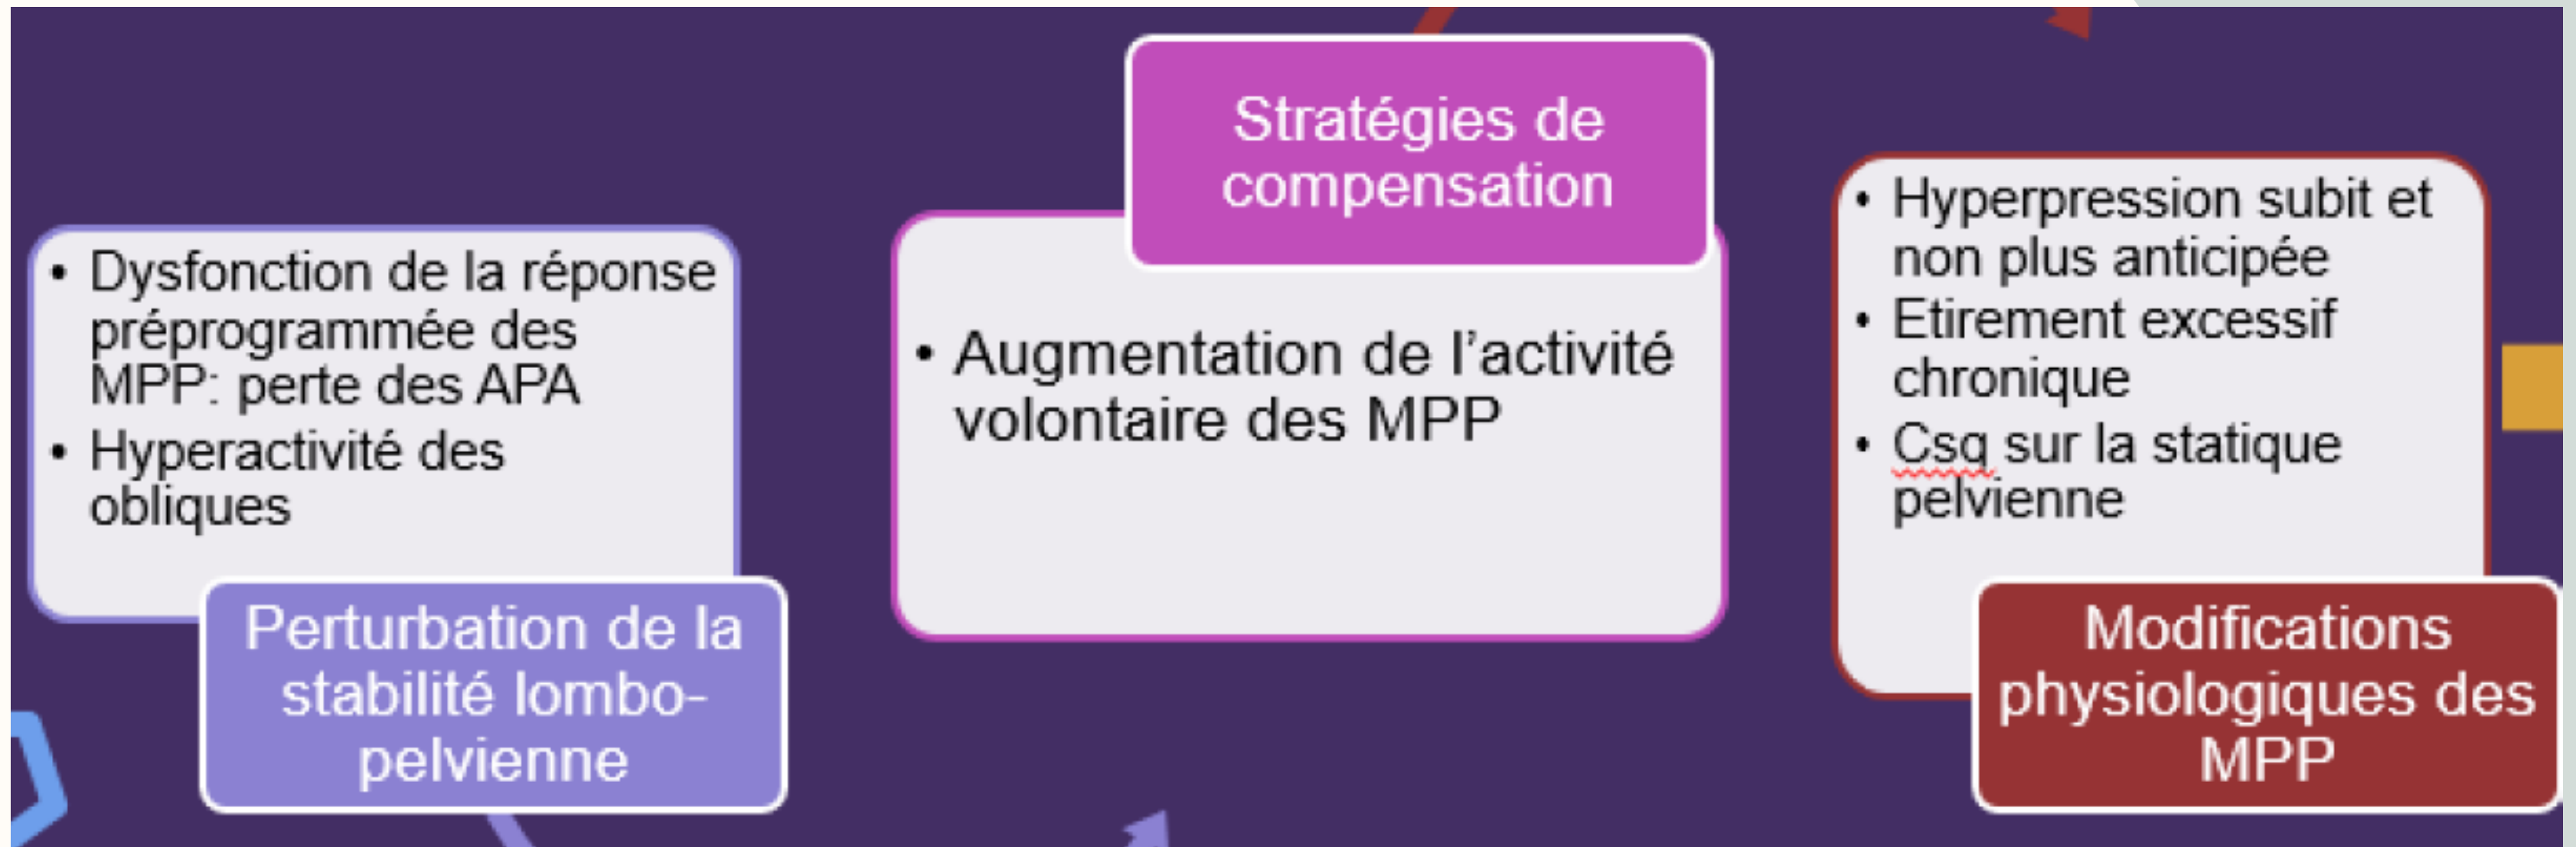 • Dysfonction de la réponse
préprogrammée des
MPP: perte des APA
• Hyperactivité des
obliques
Perturbation de la
stabilité lombo-
pelvienne
Stratégies de
compensation
• Augmentation de l’activité
volontaire des MPP
• Hyperpression subit et
non plus anticipée
• Etirement excessif
chronique
• Csq sur la statique
pelvienne
Modifications
physiologiques des
MPP